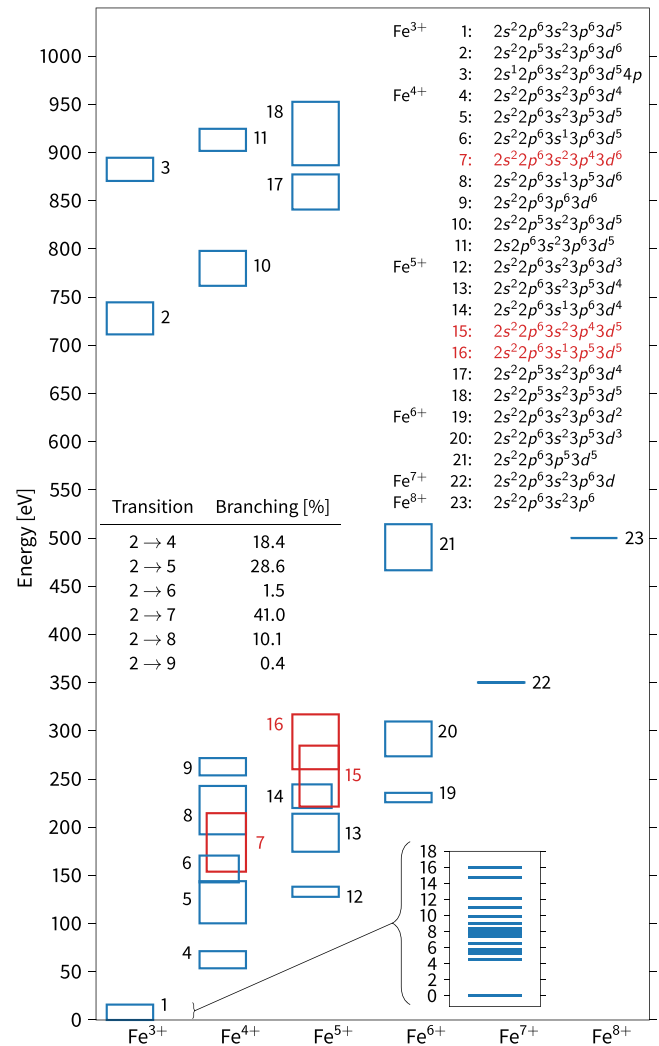 Fe³⁺ 1: 2s²2p⁶3s²3p⁶3d⁵
2: 2s²2p⁵3s²3p⁶3d⁶
3: 2s¹2p⁶3s²3p⁶3d⁵4p
Fe⁴⁺ 4: 2s²2p⁶3s²3p⁶3d⁴
5: 2s²2p⁶3s²3p⁵3d⁵
6: 2s²2p⁶3s¹3p⁶3d⁵
7: 2s²2p⁶3s²3p⁴3d⁶
8: 2s²2p⁶3s¹3p⁵3d⁶
9: 2s²2p⁶3p⁶3d⁶
10: 2s²2p⁵3s²3p⁶3d⁵
11: 2s2p⁶3s²3p⁶3d⁵
Fe⁵⁺ 12: 2s²2p⁶3s²3p⁶3d³
13: 2s²2p⁶3s²3p⁵3d⁴
14: 2s²2p⁶3s¹3p⁶3d⁴
15: 2s²2p⁶3s²3p⁴3d⁵
16: 2s²2p⁶3s¹3p⁵3d⁵
17: 2s²2p⁵3s²3p⁶3d⁴
18: 2s²2p⁵3s²3p⁵3d⁵
Fe⁶⁺ 19: 2s²2p⁶3s²3p⁶3d²
20: 2s²2p⁶3s²3p⁵3d³
21: 2s²2p⁶3p⁵3d⁵
Fe⁷⁺ 22: 2s²2p⁶3s²3p⁶3d
Fe⁸⁺ 23: 2s²2p⁶3s²3p⁶
Energy [eV]
1000
950
900
850
800
750
700
650
600
550
500
450
400
350
300
250
200
150
100
50
0
18
11
3
17
10
2
Transition Branching [%]
2 → 4 18.4
2 → 5 28.6
2 → 6 1.5
2 → 7 41.0
2 → 8 10.1
2 → 9 0.4
21
23
22
16
20
9
15
14
19
8
7
13
6
5
12
4
1
18
16
14
12
10
8
6
4
2
0
Fe³⁺ Fe⁴⁺ Fe⁵⁺ Fe⁶⁺ Fe⁷⁺ Fe⁸⁺